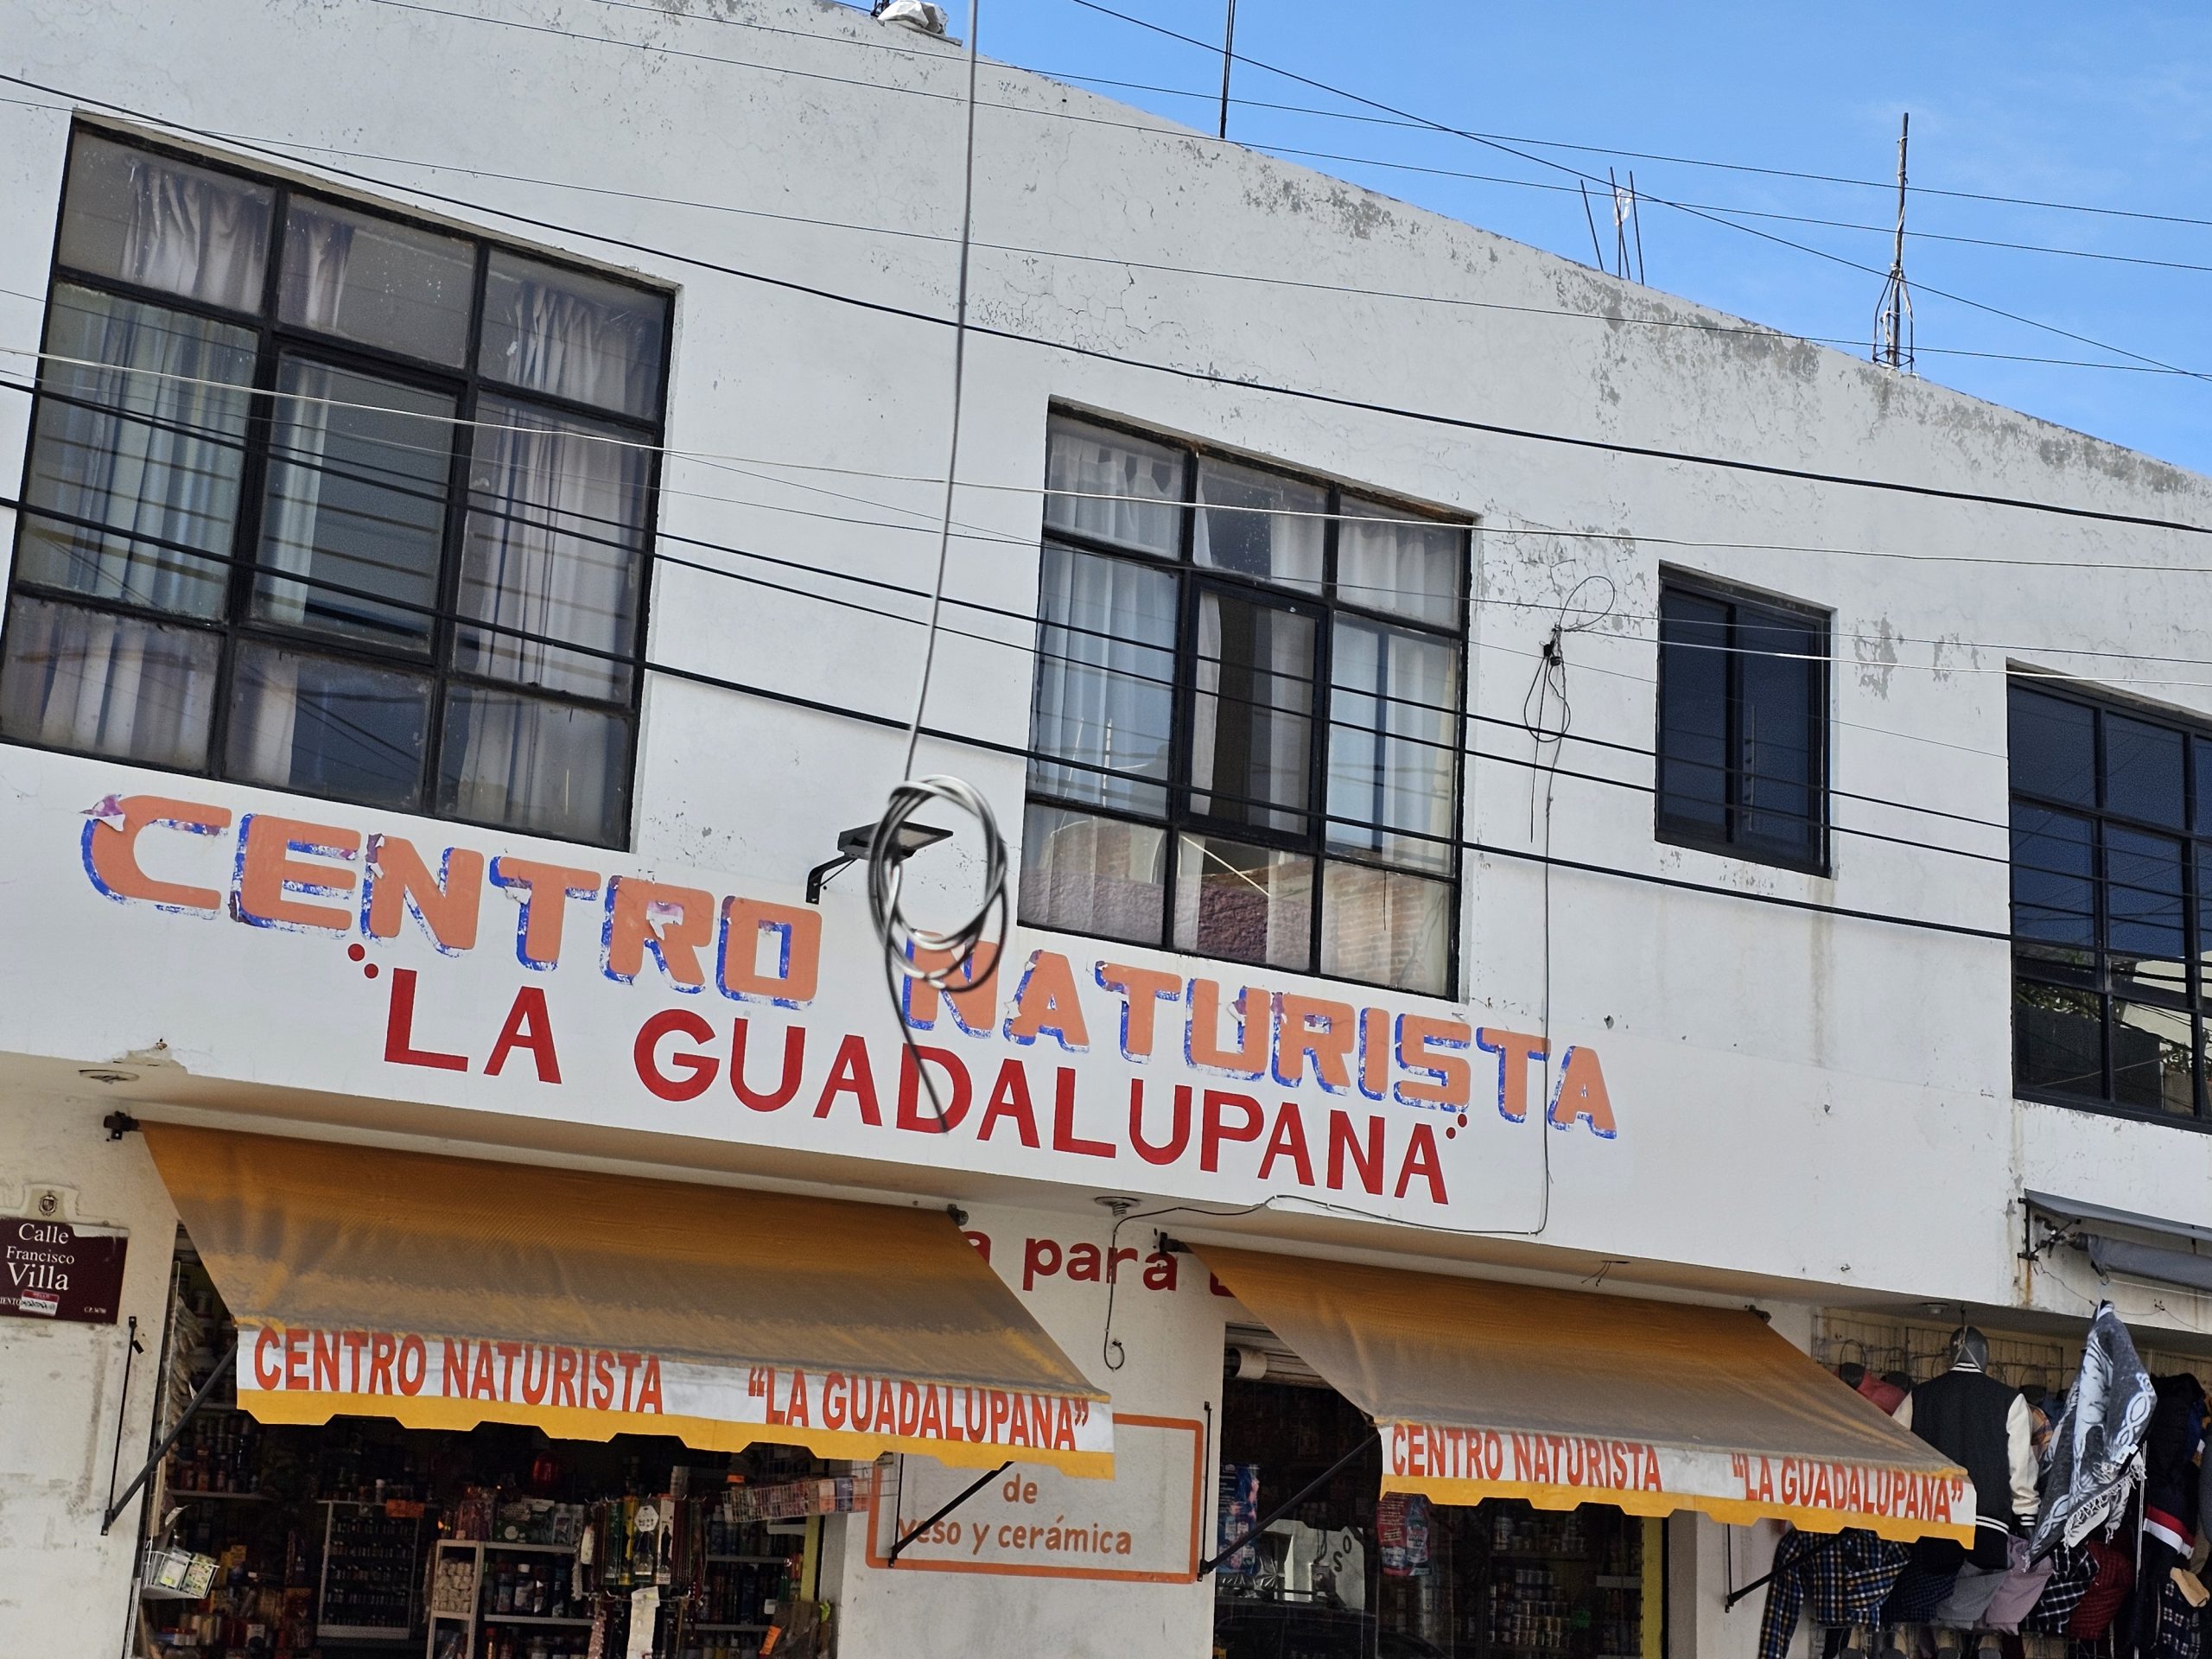 CENTRO NATURISTA
"LA GUADALUPANA"
Calle
Francisco
Villa
para
CENTRO NATURISTA "LA GUADALUPANA"
CENTRO NATURISTA "LA GUADALUPANA"
de
yeso y cerámica